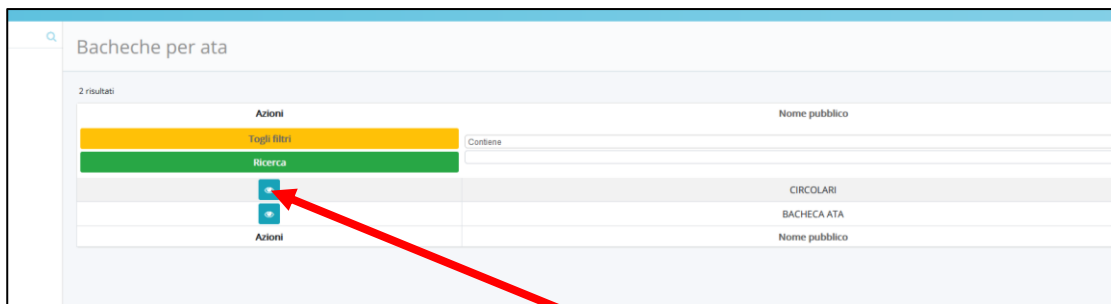 Bacheche per ata
2 risultati
Azioni Nome pubblico
Togli filtri Contiene
Ricerca
CIRCOLARI
BACHECA ATA
Azioni Nome pubblico